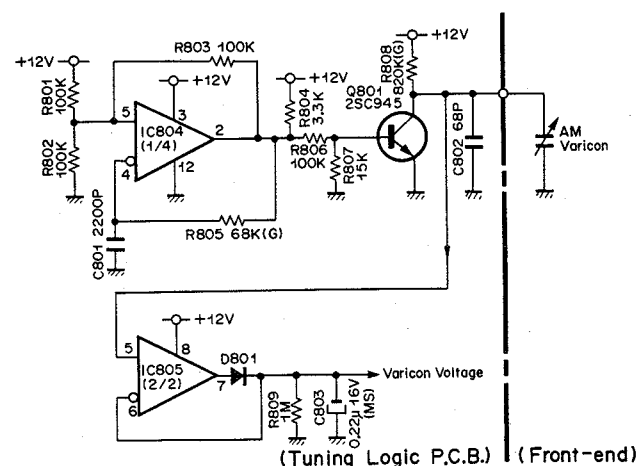 R803 100K
+12V
+12V
R801
100K
5
3
IC804
(1/4)
2
12
4
R802
100K
C801 2200P
R805 68K(G)
+12V
R804
3.3K
R806
100K
R807
15K
+12V
R808
820K(G)
Q801
2SC945
C802 68P
AM
Varicon
+12V
5
8
IC805
(2/2)
6
7
D801
R809
1M
C803
0.22μ 16V
(MS)
Varicon Voltage
(Tuning Logic P.C.B.)
(Front-end)